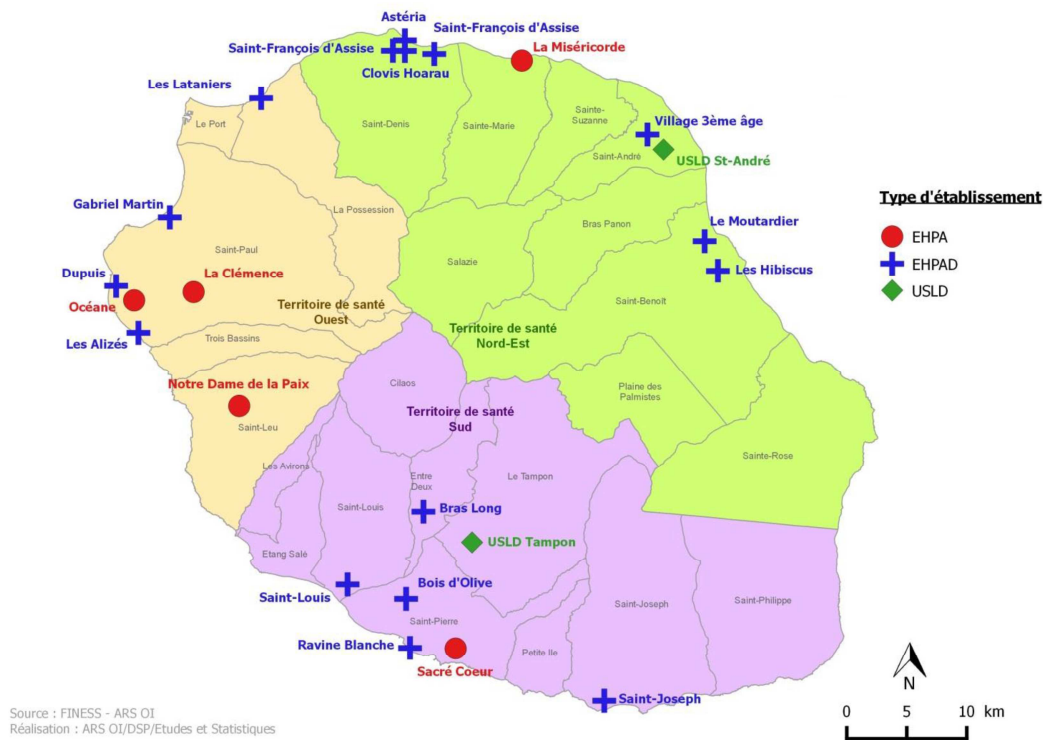 Astéria
Saint-François d'Assise
Saint-François d'Assise
La Miséricorde
Clovis Hoarau
Les Lataniers
Le Port
Saint-Denis
Sainte-Marie
Sainte-
Suzanne
Village 3ème âge
Saint-André
USLD St-André
Type d'établissement
EHPA
EHPAD
USLD
Gabriel Martin
La Possession
Bras Panon
Le Moutardier
Saint-Paul
Salazie
Les Hibiscus
Dupuis
La Clémence
Océane
Territoire de santé
Ouest
Saint-Benoît
Les Alizés
Trois Bassins
Territoire de santé
Nord-Est
Notre Dame de la Paix
Cilaos
Plaine des
Palmistes
Territoire de santé
Sud
Saint-Leu
Sainte-Rose
Les Avirons
Entre
Deux
Le Tampon
Saint-Louis
Bras Long
USLD Tampon
Etang Salé
Saint-Louis
Bois d'Olive
Saint-Joseph
Saint-Philippe
Saint-Pierre
Ravine Blanche
Petite Ile
Sacré Coeur
Saint-Joseph
N
0 5 10 km
Source : FINESS - ARS OI
Réalisation : ARS OI/DSP/Etudes et Statistiques